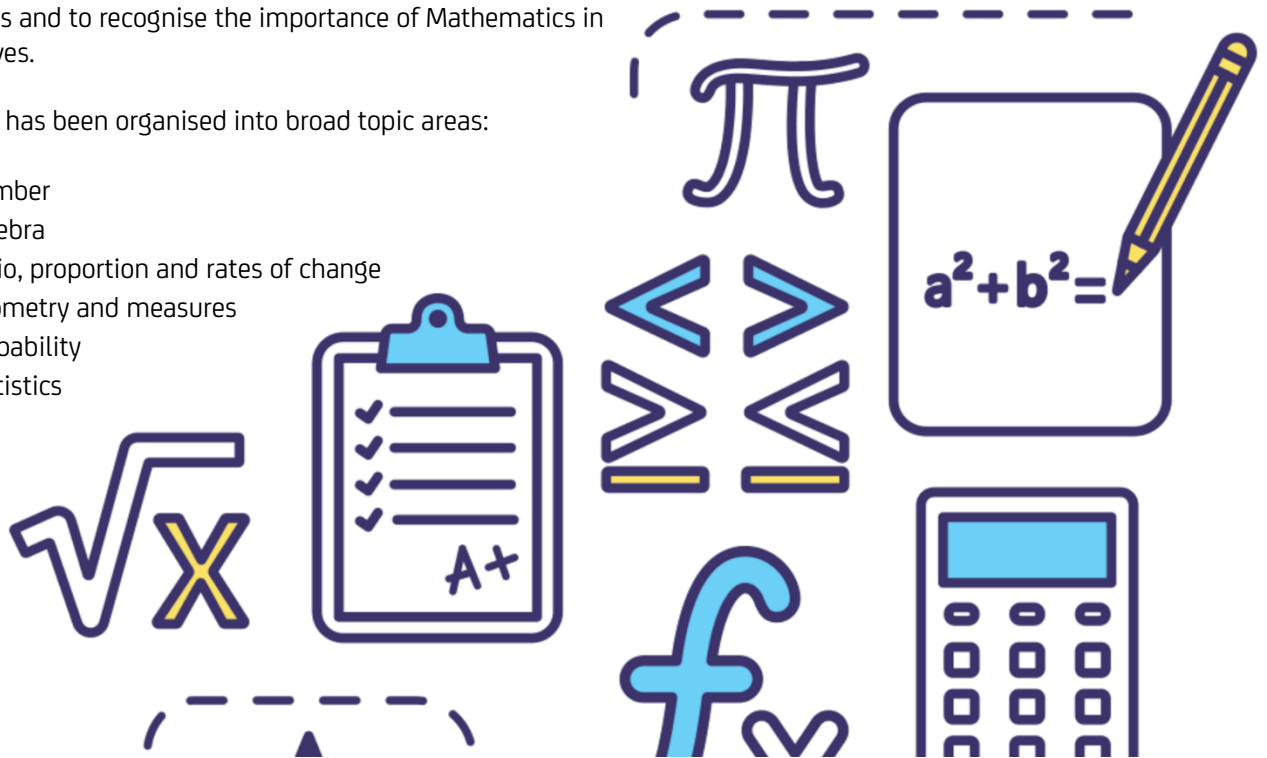 s and to recognise the importance of Mathematics in
ves.
has been organised into broad topic areas:
mber
ebra
io, proportion and rates of change
ometry and measures
bability
tistics
π
a²+b²=
< >
≥ ≤
√x
A+
f